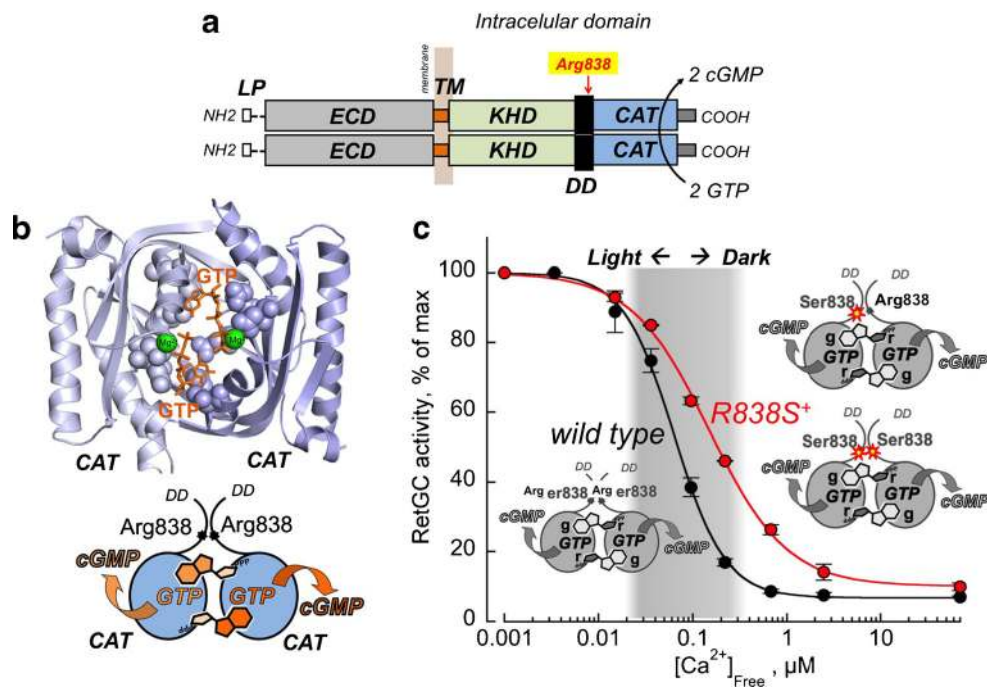 a
Intracelular domain
Arg838
membrane
LP
TM
2 cGMP
NH2
ECD
KHD
CAT
COOH
NH2
ECD
KHD
CAT
COOH
DD
2 GTP
b
GTP
Mg
Mg
GTP
CAT
CAT
DD
DD
Arg838
Arg838
cGMP
GTP
GTP
cGMP
PPP
PPP
CAT
CAT
c
Light ← → Dark
RetGC activity, % of max
100
80
60
40
20
0
0.001
0.01
0.1
1
10
[Ca2+]Free , µM
wild type
R838S+
DD
DD
Ser838
Arg838
cGMP
g
r
GTP
GTP
r
g
cGMP
DD
DD
Ser838
Ser838
cGMP
g
r
GTP
GTP
r
g
cGMP
DD
DD
Arg er838
Arg er838
cGMP
g
r
GTP
GTP
r
g
cGMP